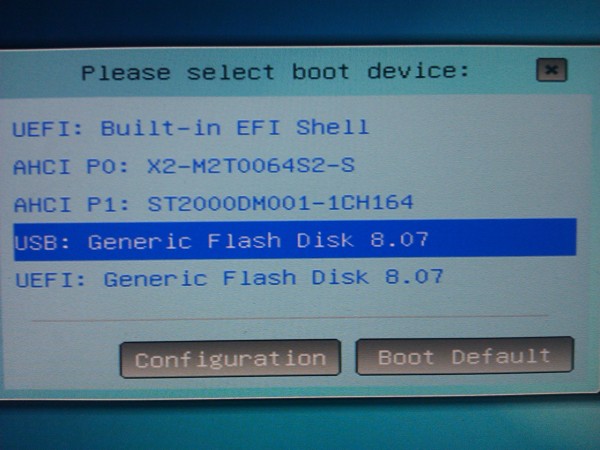 Please select boot device:
UEFI: Built-in EFI Shell
AHCI P0: X2-M2T0064S2-S
AHCI P1: ST2000DM001-1CH164
USB: Generic Flash Disk 8.07
UEFI: Generic Flash Disk 8.07
Configuration
Boot Default